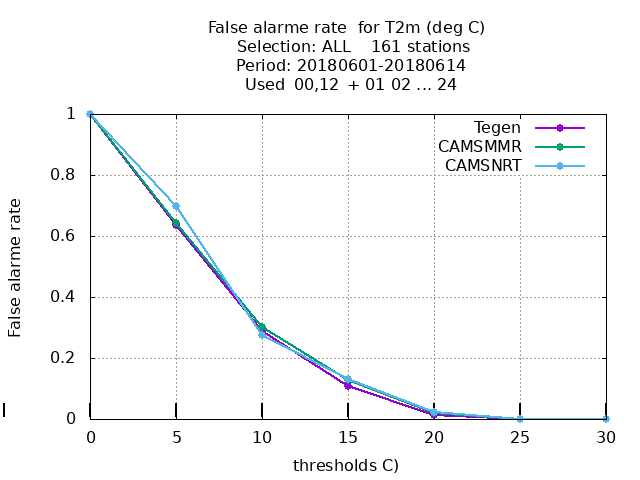 False alarme rate  for T2m (deg C)
Selection: ALL    161 stations
Period: 20180601-20180614
Used  00,12  + 01 02 ... 24
Tegen
CAMSMMR
CAMSNRT
False alarme rate
1
0.8
0.6
0.4
0.2
0
0 5 10 15 20 25 30
thresholds C)